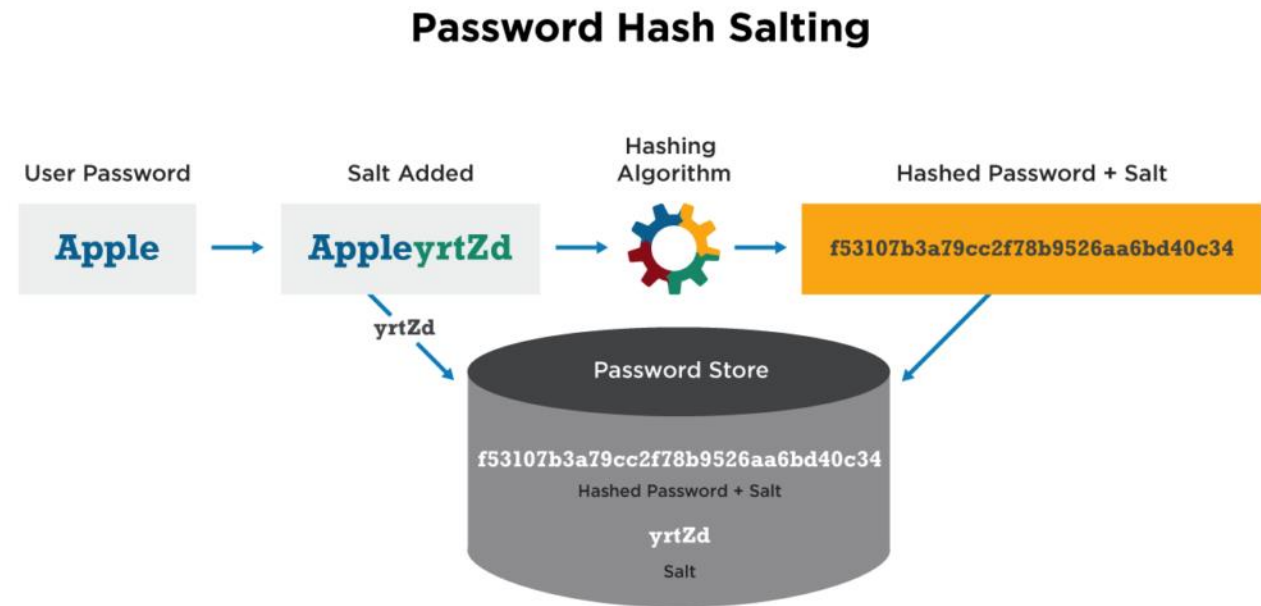 Password Hash Salting
User Password
Salt Added
Hashing
Algorithm
Hashed Password + Salt
Apple
AppleyrtZd
f53107b3a79cc2f78b9526aa6bd40c34
yrtZd
Password Store
f53107b3a79cc2f78b9526aa6bd40c34
Hashed Password + Salt
yrtZd
Salt